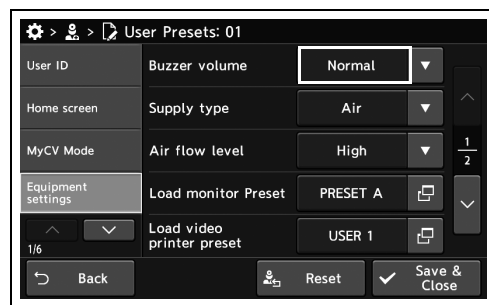 > > User Presets: 01
User ID
Buzzer volume
Normal
Home screen
Supply type
Air
MyCV Mode
Air flow level
High
1
2
Equipment
settings
Load monitor Preset
PRESET A
1/6
Load video
printer preset
USER 1
Back
Reset
Save &
Close